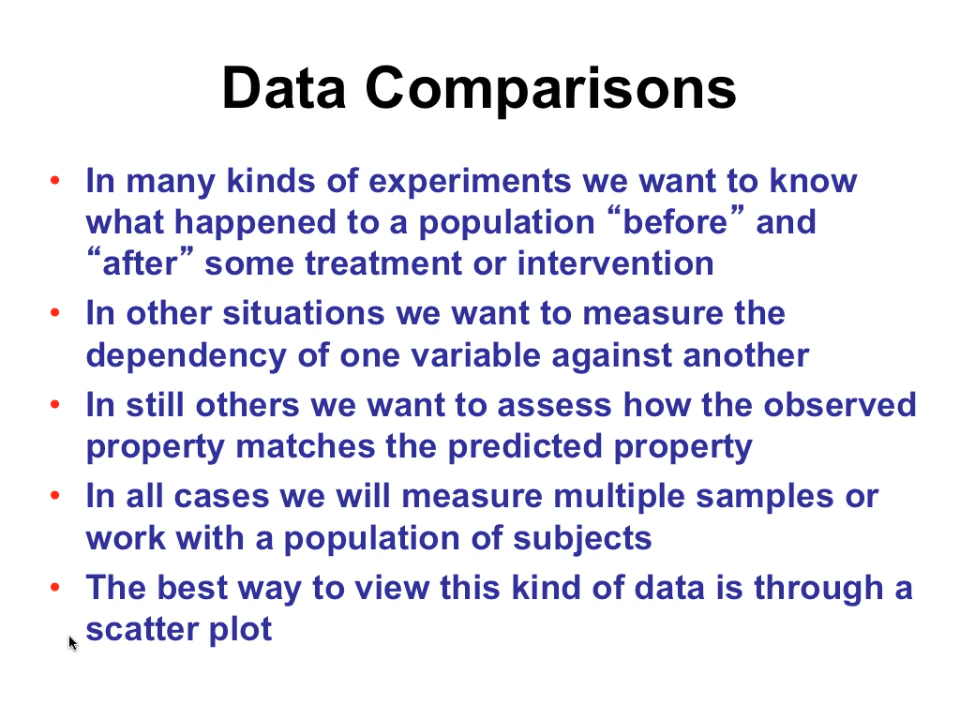 Data Comparisons
• In many kinds of experiments we want to know
what happened to a population “before” and
“after” some treatment or intervention
• In other situations we want to measure the
dependency of one variable against another
• In still others we want to assess how the observed
property matches the predicted property
• In all cases we will measure multiple samples or
work with a population of subjects
• The best way to view this kind of data is through a
scatter plot